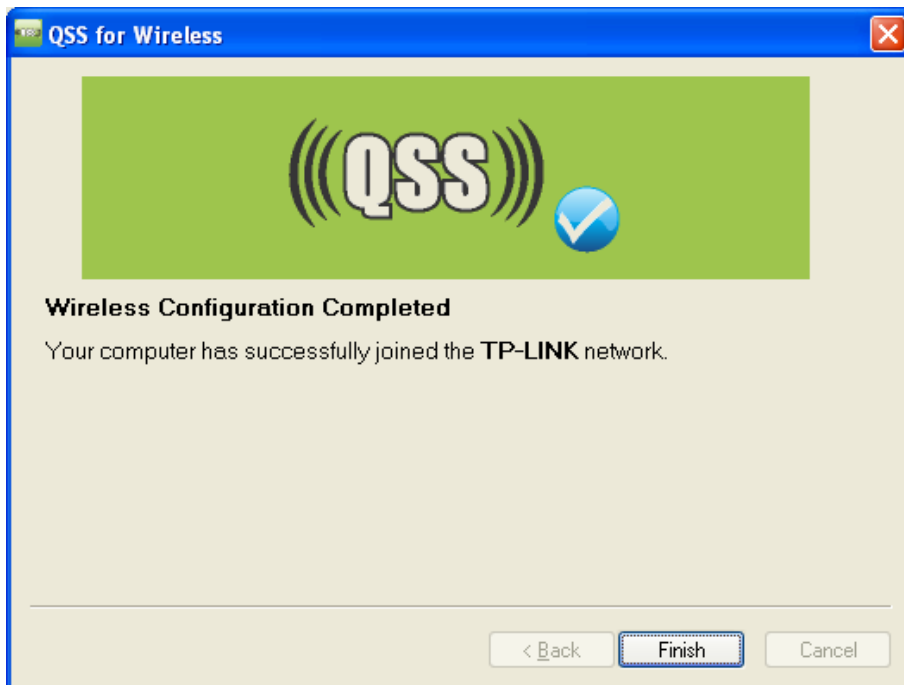 QSS for Wireless
(((QSS)))
Wireless Configuration Completed
Your computer has successfully joined the TP-LINK network.
< Back Finish Cancel